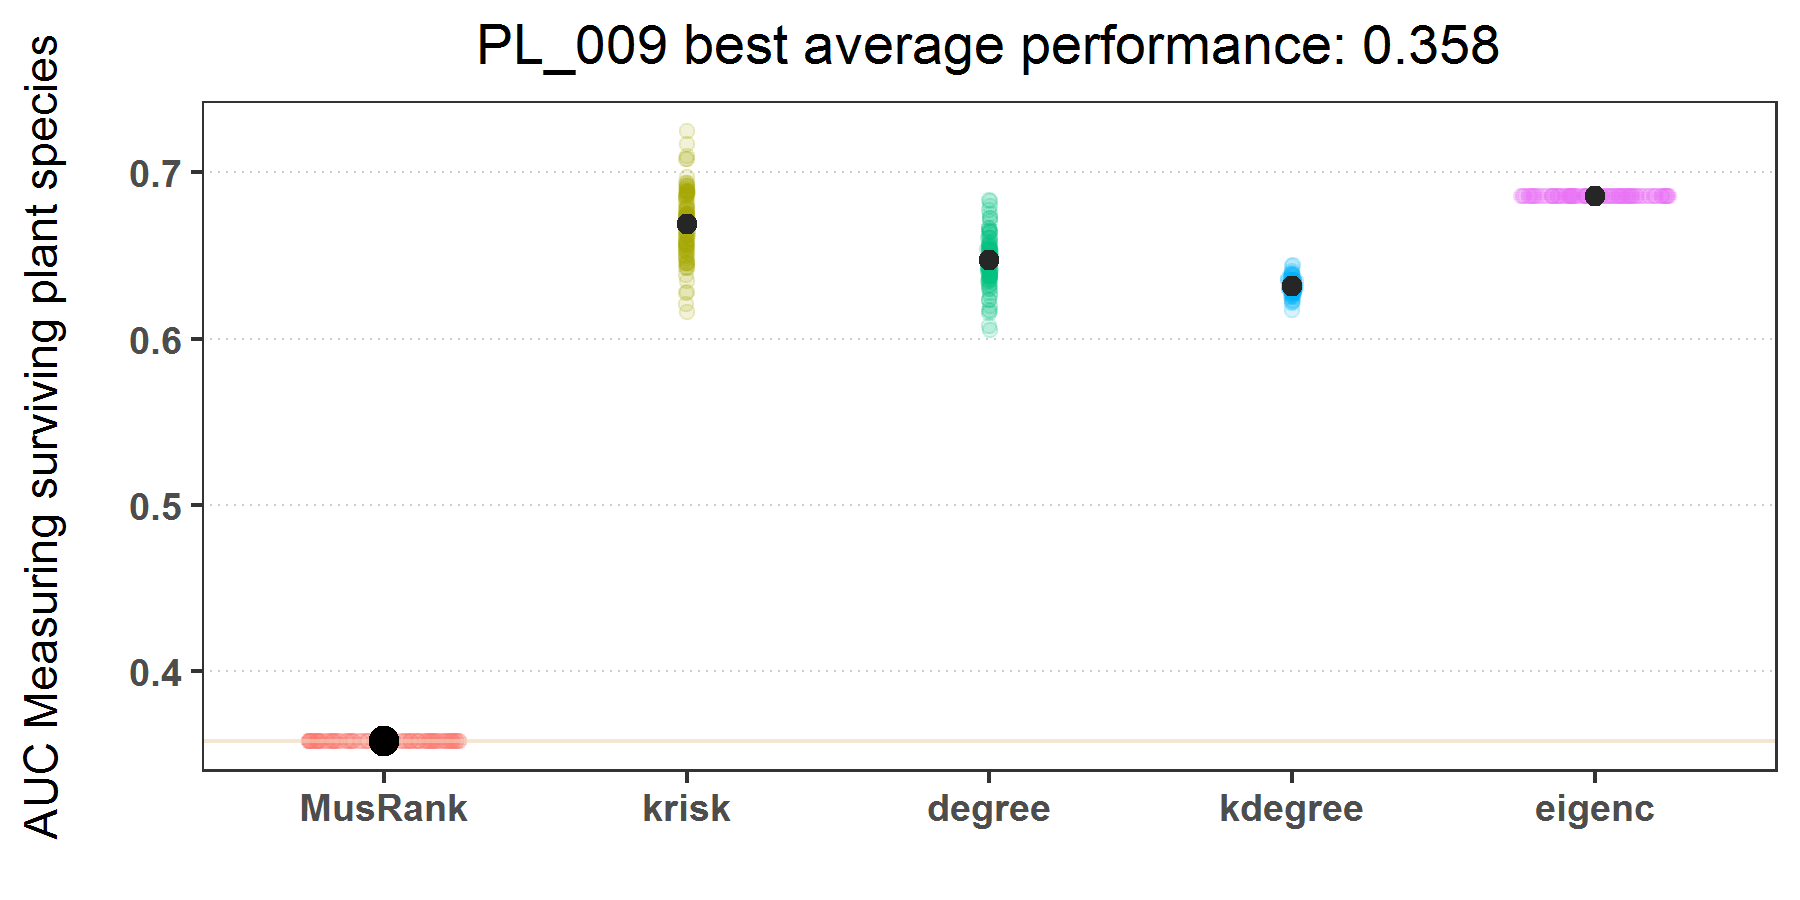 PL_009 best average performance: 0.358
AUC Measuring surviving plant species
0.7
0.6
0.5
0.4
MusRank krisk degree kdegree eigenc